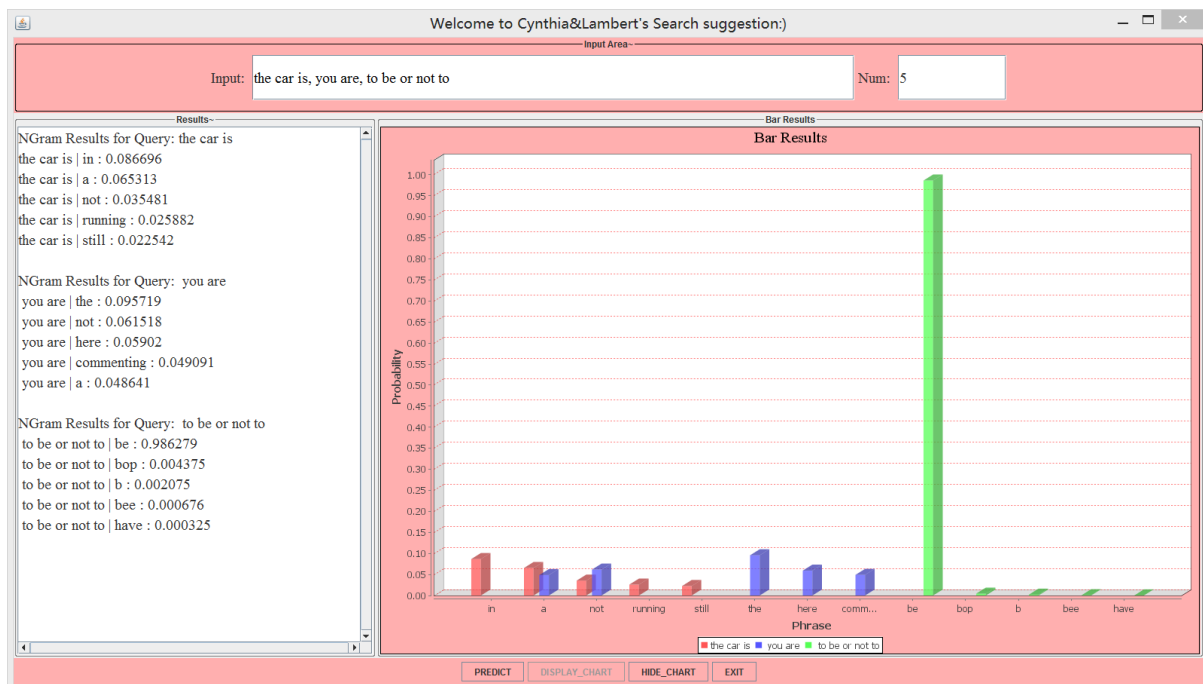 Welcome to Cynthia&Lambert's Search suggestion:)
Input Area~
Input: the car is, you are, to be or not to Num: 5
Results~
NGram Results for Query: the car is
the car is | in : 0.086696
the car is | a : 0.065313
the car is | not : 0.035481
the car is | running : 0.025882
the car is | still : 0.022542
NGram Results for Query:  you are
you are | the : 0.095719
you are | not : 0.061518
you are | here : 0.05902
you are | commenting : 0.049091
you are | a : 0.048641
NGram Results for Query:  to be or not to
to be or not to | be : 0.986279
to be or not to | bop : 0.004375
to be or not to | b : 0.002075
to be or not to | bee : 0.000676
to be or not to | have : 0.000325
Bar Results
Bar Results
Probability
1.00
0.95
0.90
0.85
0.80
0.75
0.70
0.65
0.60
0.55
0.50
0.45
0.40
0.35
0.30
0.25
0.20
0.15
0.10
0.05
0.00
in a not running still the here comm... be bop b bee have
Phrase
the car is you are to be or not to
PREDICT DISPLAY_CHART HIDE_CHART EXIT